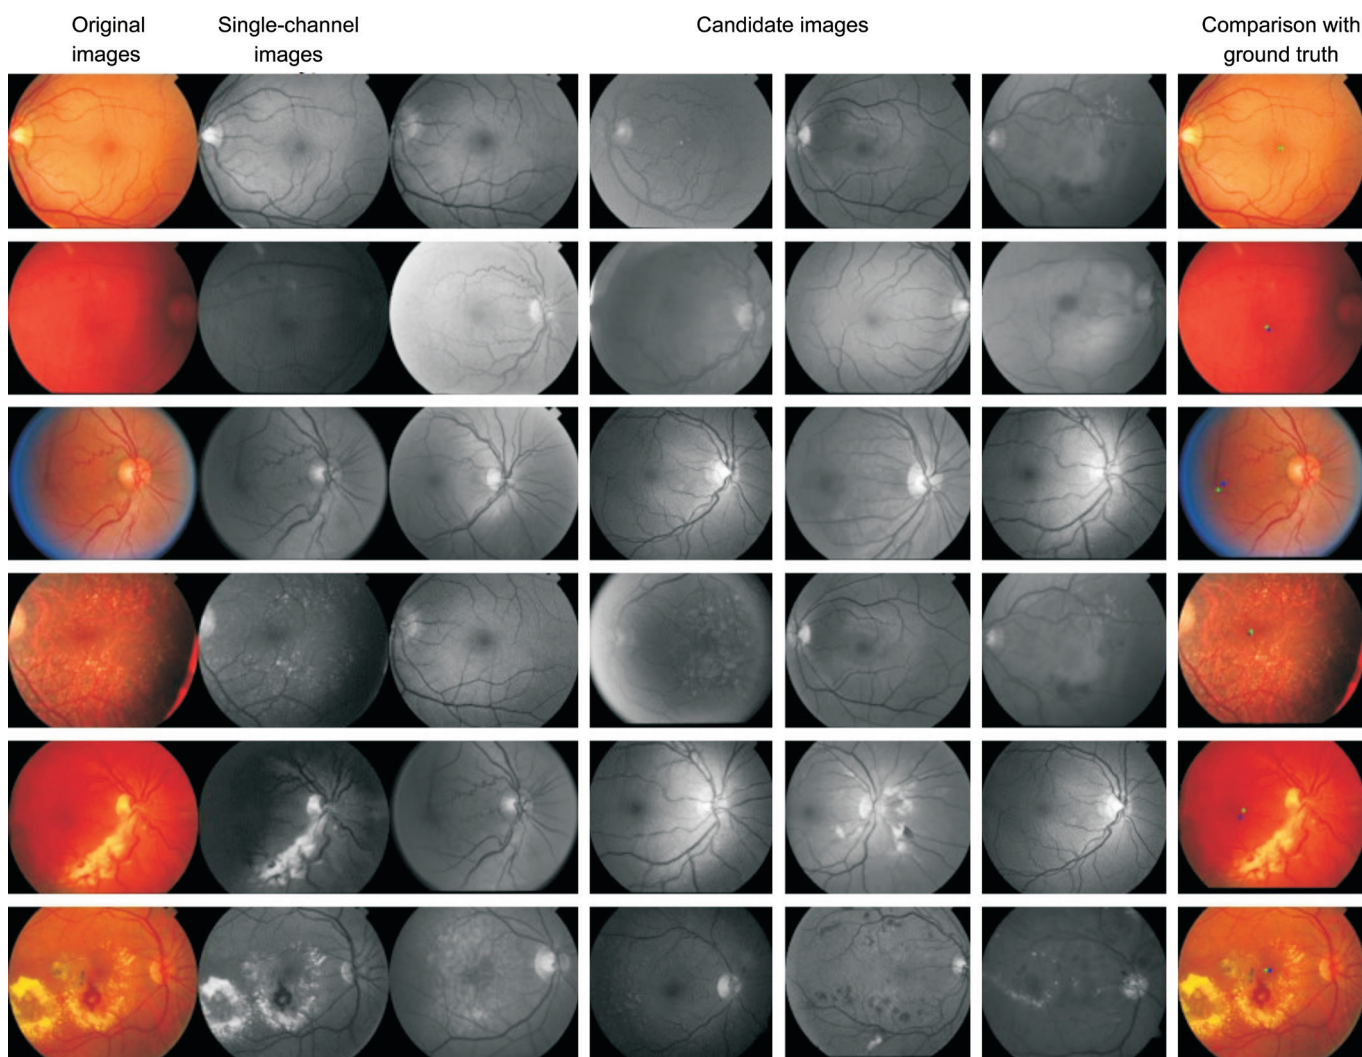 Original images
Single-channel images
Candidate images
Comparison with ground truth